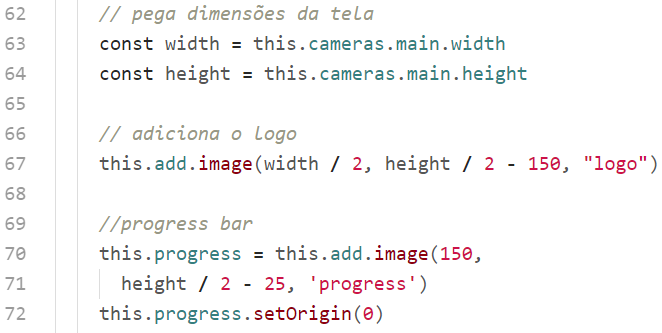 62 // pega dimensões da tela
63 const width = this.cameras.main.width
64 const height = this.cameras.main.height
65
66 // adiciona o logo
67 this.add.image(width / 2, height / 2 - 150, "logo")
68
69 //progress bar
70 this.progress = this.add.image(150,
71 height / 2 - 25, 'progress')
72 this.progress.setOrigin(0)